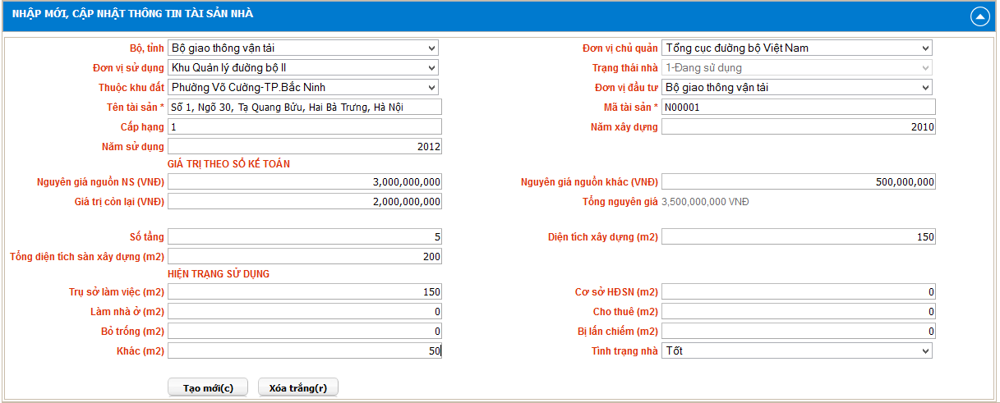 NHẬP MỚI, CẬP NHẬT THÔNG TIN TÀI SẢN NHÀ
Bộ, tỉnh Bộ giao thông vận tải Đơn vị chủ quản Tổng cục đường bộ Việt Nam
Đơn vị sử dụng Khu Quản lý đường bộ II Trạng thái nhà 1-Đang sử dụng
Thuộc khu đất Phường Võ Cường-TP.Bắc Ninh Đơn vị đầu tư Bộ giao thông vận tải
Tên tài sản * Số 1, Ngõ 30, Tạ Quang Bửu, Hai Bà Trưng, Hà Nội Mã tài sản * N00001
Cấp hạng 1 Năm xây dựng 2010
Năm sử dụng 2012
GIÁ TRỊ THEO SỔ KẾ TOÁN
Nguyên giá nguồn NS (VNĐ) 3,000,000,000 Nguyên giá nguồn khác (VNĐ) 500,000,000
Giá trị còn lại (VNĐ) 2,000,000,000 Tổng nguyên giá 3,500,000,000 VNĐ
Số tầng 5 Diện tích xây dựng (m2) 150
Tổng diện tích sàn xây dựng (m2) 200
HIỆN TRẠNG SỬ DỤNG
Trụ sở làm việc (m2) 150 Cơ sở HĐSN (m2) 0
Làm nhà ở (m2) 0 Cho thuê (m2) 0
Bỏ trống (m2) 0 Bị lấn chiếm (m2) 0
Khác (m2) 50 Tình trạng nhà Tốt
Tạo mới(c) Xóa trắng(r)